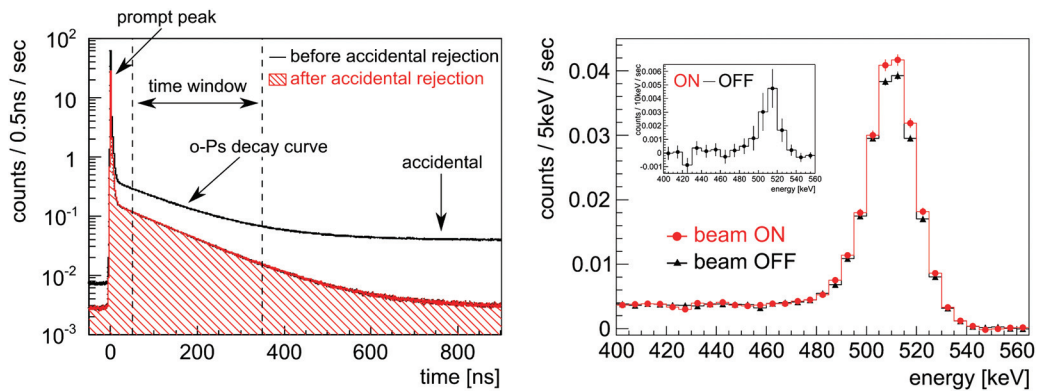 prompt peak
10²
10
1
10⁻¹
10⁻²
10⁻³
counts / 0.5ns / sec
before accidental rejection
after accidental rejection
time window
o-Ps decay curve
accidental
0 200 400 600 800
time [ns]
counts / 5keV / sec
0.04
0.03
0.02
0.01
0
counts / 10keV / sec
0.006
0.005
0.004
0.003
0.002
0.001
0
-0.001
ON — OFF
400 420 440 460 480 500 520 540 560
energy [keV]
beam ON
beam OFF
400 420 440 460 480 500 520 540 560
energy [keV]